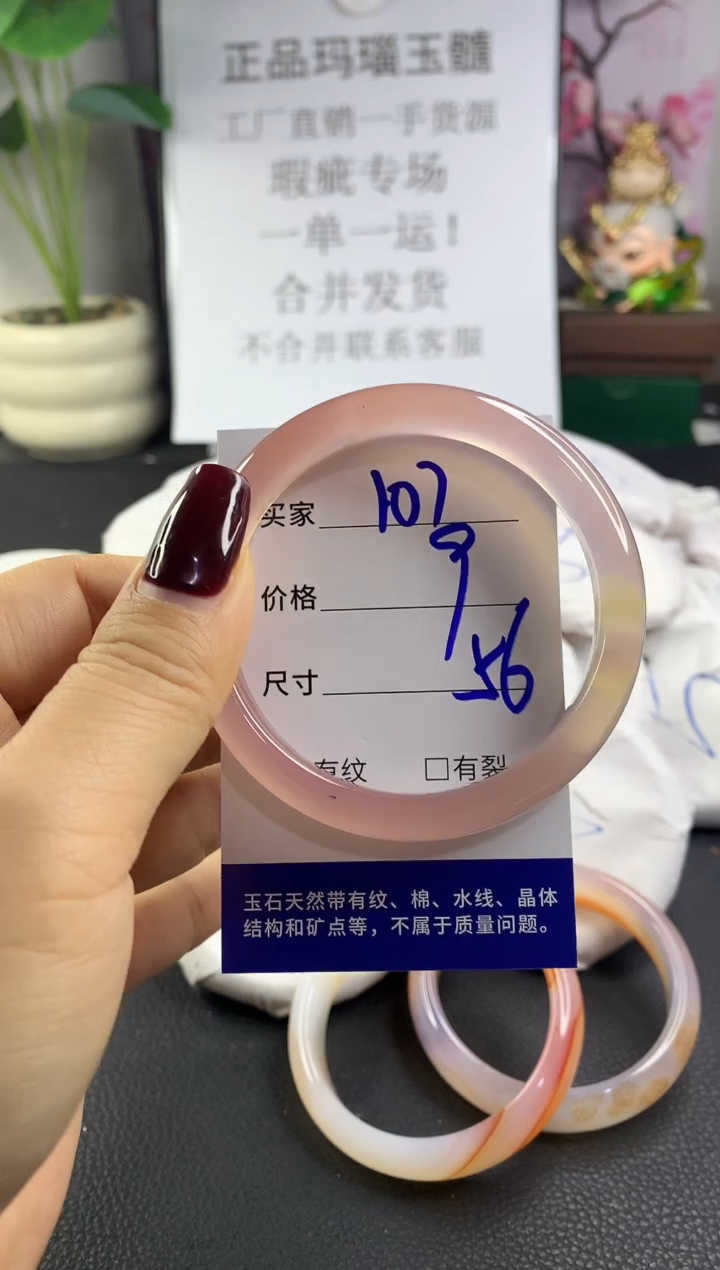 正品玛瑙玉髓
工厂直销一手货源
瑕疵专场
一单一运!
合并发货
不合并联系客服
买家 107
价格 9
尺寸 56
有纹 □有裂
玉石天然带有纹、棉、水线、晶体
结构和矿点等，不属于质量问题。